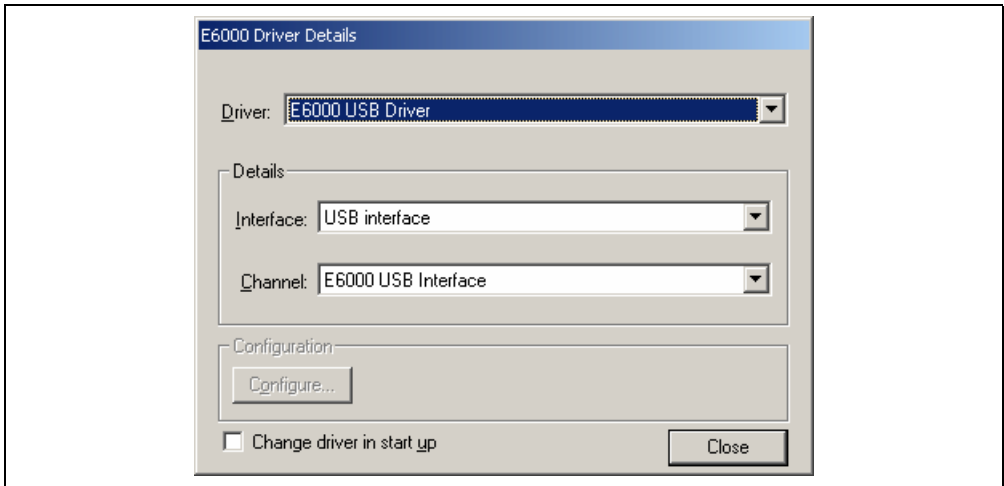 E6000 Driver Details
Driver: E6000 USB Driver
Details
Interface: USB interface
Channel: E6000 USB Interface
Configuration
Configure...
Change driver in start up
Close